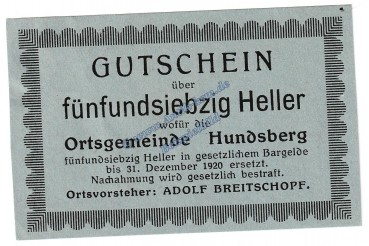 GUTSCHEIN
über
fünfundsiebzig Heller
wofür die
Ortsgemeinde Hundsberg
fünfundsiebzig Heller in gesetzlichem Bargelde
bis 31. Dezember 1920 ersetzt.
Nachahmung wird gesetzlich bestraft.
Ortsvorsteher: ADOLF BREITSCHOPF.